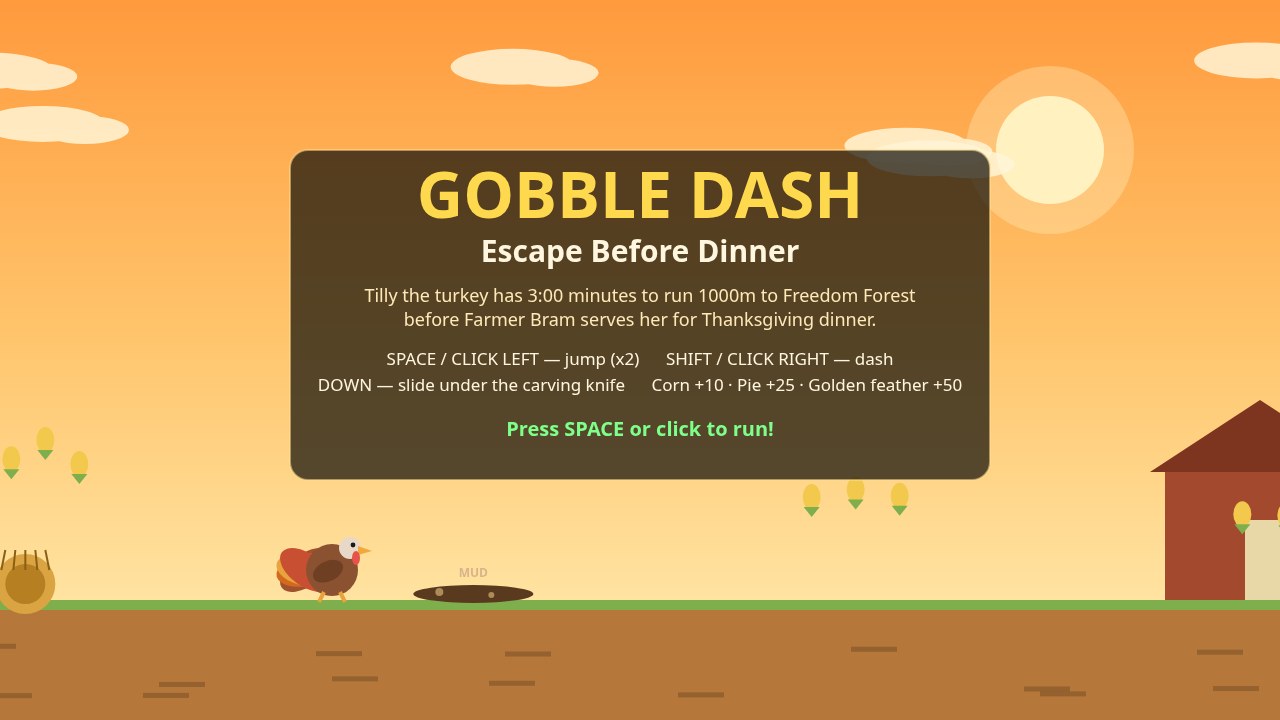 GOBBLE DASH
Escape Before Dinner
Tilly the turkey has 3:00 minutes to run 1000m to Freedom Forest
before Farmer Bram serves her for Thanksgiving dinner.
SPACE / CLICK LEFT — jump (x2) SHIFT / CLICK RIGHT — dash
DOWN — slide under the carving knife Corn +10 · Pie +25 · Golden feather +50
Press SPACE or click to run!
MUD